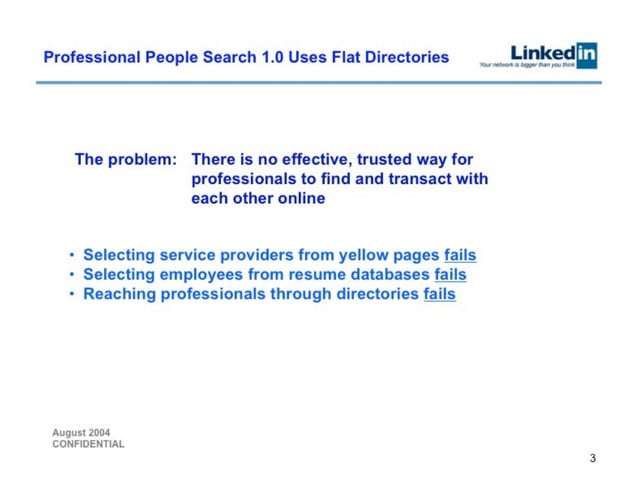 Professional People Search 1.0 Uses Flat Directories
Linkedin
Your network is bigger than you think
The problem: There is no effective, trusted way for
professionals to find and transact with
each other online
• Selecting service providers from yellow pages fails
• Selecting employees from resume databases fails
• Reaching professionals through directories fails
August 2004
CONFIDENTIAL
3